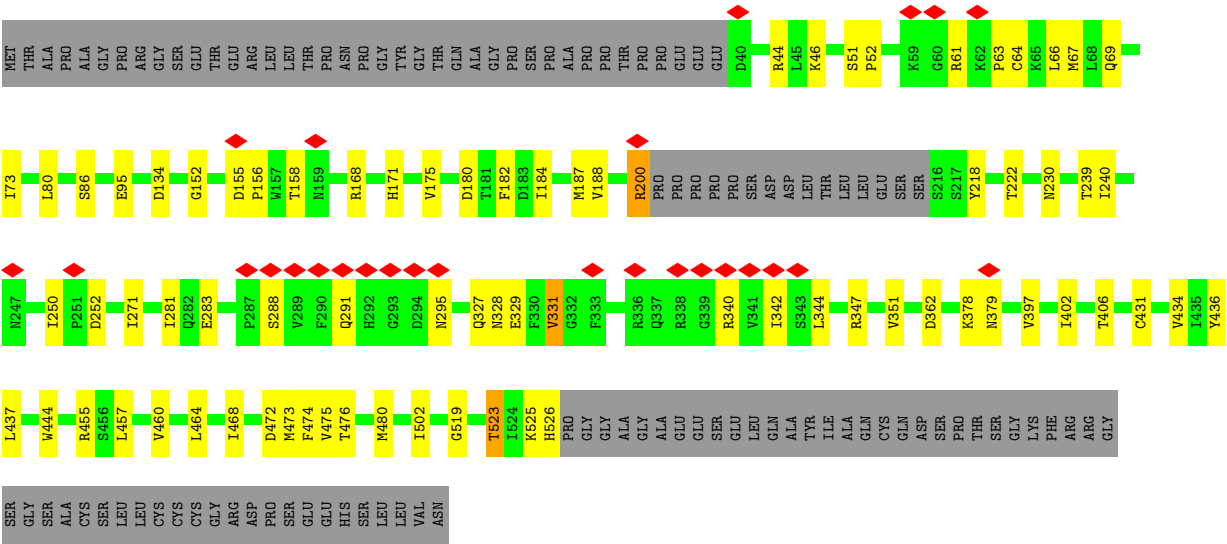 MET THR ALA PRO ALA GLY PRO ARG GLY SER GLU THR GLU ARG LEU LEU THR PRO ASN PRO GLY TYR GLY THR GLN ALA GLY PRO SER PRO ALA PRO PRO THR PRO PRO GLU GLU GLU D40 R44 L45 K46 S51 P52 K59 G60 R61 K62 P63 C64 K65 L66 M67 L68 Q69
I73 L80 S86 E95 D134 G152 D155 P156 W157 T158 N159 R168 H171 V175 D180 T181 F182 D183 I184 M187 V188 R200 PRO PRO PRO PRO PRO SER ASP ASP LEU THR LEU LEU GLU SER SER S216 S217 Y218 T222 N230 T239 I240
N247 I250 P251 D252 I271 I281 Q282 E283 P287 S288 V289 F290 Q291 H292 G293 D294 N295 Q327 N328 E329 F330 V331 G332 F333 R336 Q337 R338 G339 R340 V341 I342 S343 L344 R347 V351 D362 K378 N379 V397 I402 T406 C431 V434 I435 Y436
L437 W444 R455 S456 L457 V460 L464 I468 D472 M473 F474 V475 T476 M480 I502 G519 T523 I524 K525 H526 PRO GLY GLY ALA GLY ALA GLU GLU SER GLU LEU GLN ALA TYR ILE ALA GLN CYS GLN ASP SER PRO THR SER GLY LYS PHE ARG ARG GLY
SER GLY SER ALA CYS SER LEU LEU CYS CYS CYS GLY ARG ASP PRO SER GLU GLU HIS SER LEU LEU VAL ASN